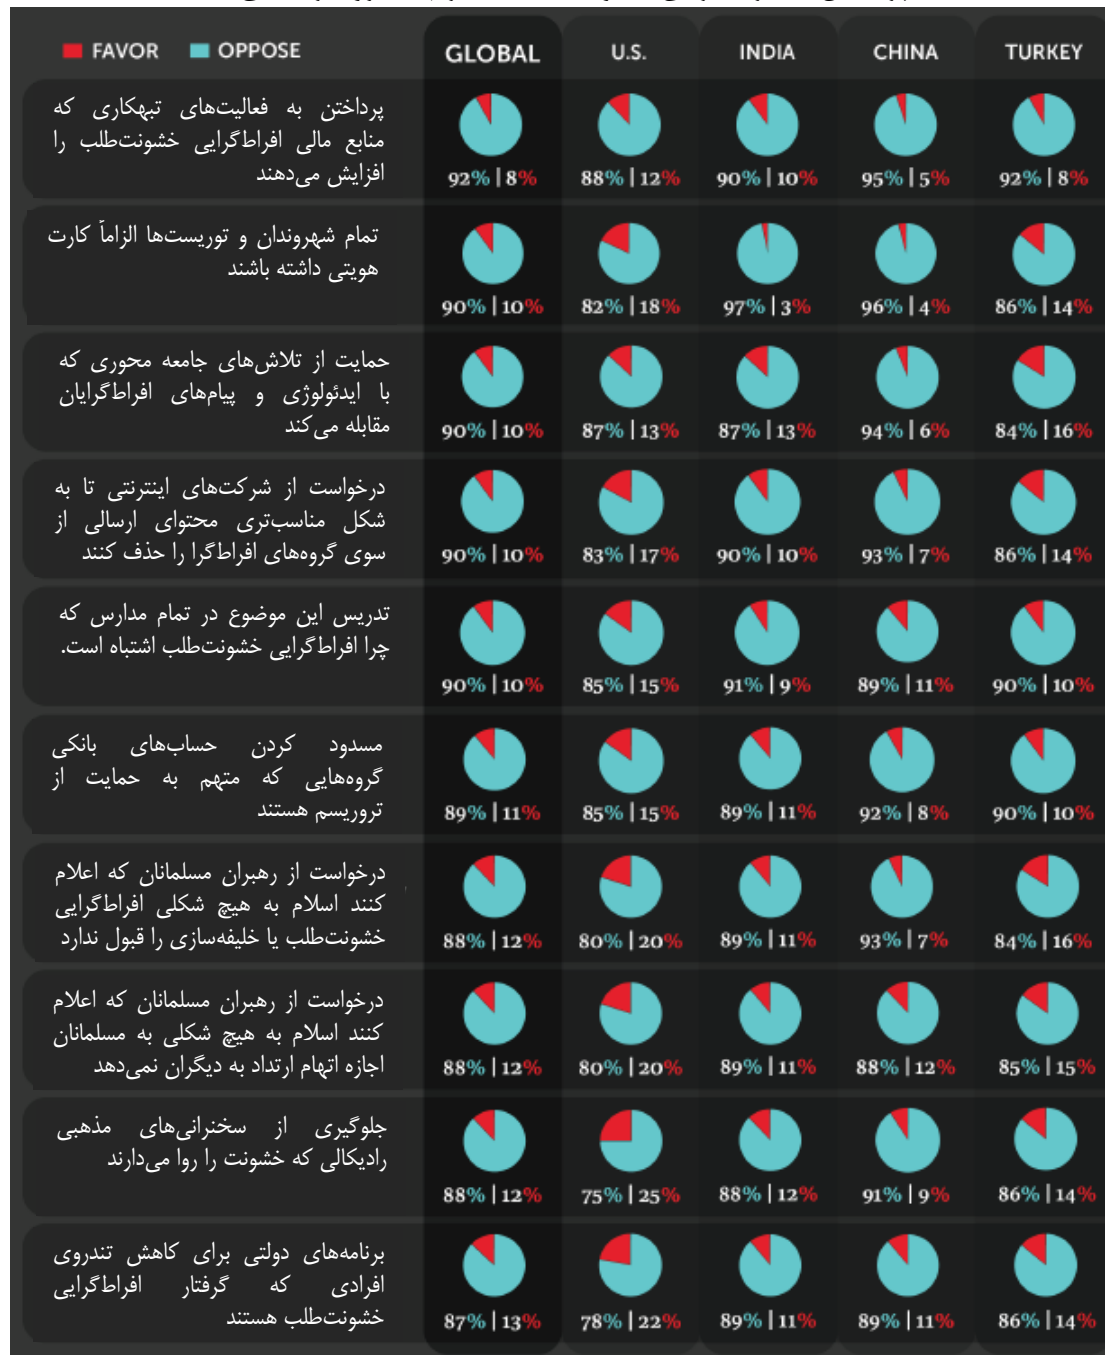 FAVOR OPPOSE GLOBAL U.S. INDIA CHINA TURKEY
پرداختن به فعالیت‌های تبهکاری که
منابع مالی افراط‌گرایی خشونت‌طلب را
افزایش می‌دهند
92% | 8% 88% | 12% 90% | 10% 95% | 5% 92% | 8%
تمام شهروندان و توریست‌ها الزاماً کارت
هویتی داشته باشند
90% | 10% 82% | 18% 97% | 3% 96% | 4% 86% | 14%
حمایت از تلاش‌های جامعه محوری که
با ایدئولوژی و پیام‌های افراط‌گرایان
مقابله می‌کند
90% | 10% 87% | 13% 87% | 13% 94% | 6% 84% | 16%
درخواست از شرکت‌های اینترنتی تا به
شکل مناسب‌تری محتوای ارسالی از
سوی گروه‌های افراط‌گرا را حذف کنند
90% | 10% 83% | 17% 90% | 10% 93% | 7% 86% | 14%
تدریس این موضوع در تمام مدارس که
چرا افراط‌گرایی خشونت‌طلب اشتباه است.
90% | 10% 85% | 15% 91% | 9% 89% | 11% 90% | 10%
مسدود کردن حساب‌های بانکی
گروه‌هایی که متهم به حمایت از
تروریسم هستند
89% | 11% 85% | 15% 89% | 11% 92% | 8% 90% | 10%
درخواست از رهبران مسلمانان که اعلام
کنند اسلام به هیچ شکلی افراط‌گرایی
خشونت‌طلب یا خلیفه‌سازی را قبول ندارد
88% | 12% 80% | 20% 89% | 11% 93% | 7% 84% | 16%
درخواست از رهبران مسلمانان که اعلام
کنند اسلام به هیچ شکلی به مسلمانان
اجازه اتهام ارتداد به دیگران نمی‌دهد
88% | 12% 80% | 20% 89% | 11% 88% | 12% 85% | 15%
جلوگیری از سخنرانی‌های مذهبی
رادیکالی که خشونت را روا می‌دارند
88% | 12% 75% | 25% 88% | 12% 91% | 9% 86% | 14%
برنامه‌های دولتی برای کاهش تندروی
افرادی که گرفتار افراط‌گرایی
خشونت‌طلب هستند
87% | 13% 78% | 22% 89% | 11% 89% | 11% 86% | 14%